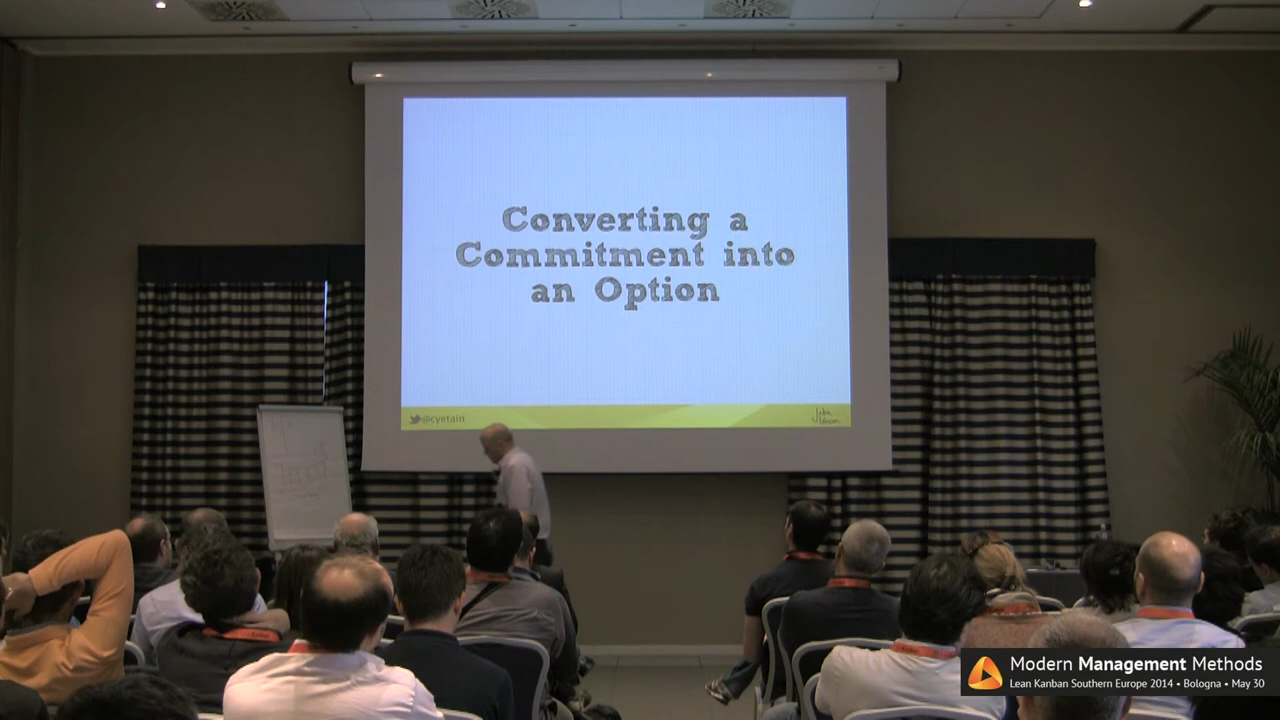 Converting a
Commitment into
an Option
@cyetain
Modern Management Methods
Lean Kanban Southern Europe 2014 • Bologna • May 30